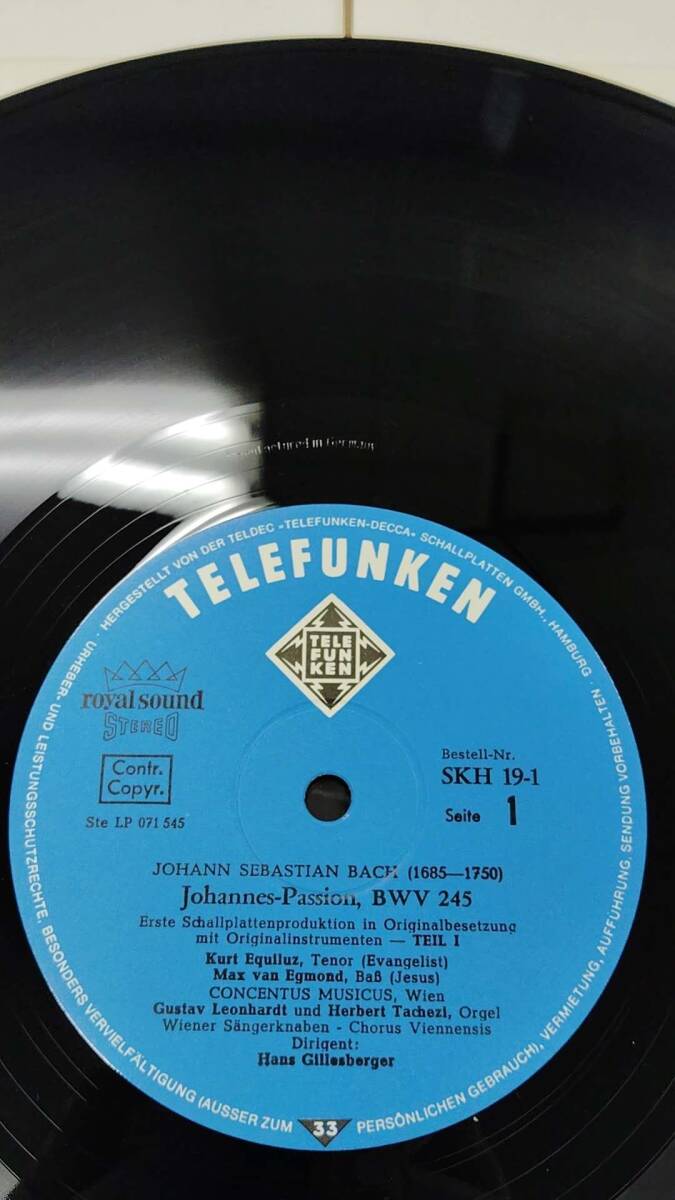 in Germany
· HERGESTELLT VON DER TELDEC »TELEFUNKEN-DECCA« SCHALLPLATTEN GMBH., HAMBURG ·
TELEFUNKEN
TELE
FUN
KEN
royal sound
STEREO
Contr.
Copyr.
Ste LP 071 545
Bestell-Nr.
SKH 19-1
Seite 1
JOHANN SEBASTIAN BACH (1685—1750)
Johannes-Passion, BWV 245
Erste Schallplattenproduktion in Originalbesetzung
mit Originalinstrumenten — TEIL I
Kurt Equiluz, Tenor (Evangelist)
Max van Egmond, Baß (Jesus)
CONCENTUS MUSICUS, Wien
Gustav Leonhardt und Herbert Tachezi, Orgel
Wiener Sängerknaben - Chorus Viennensis
Dirigent:
Hans Gillesberger
URHEBER- UND LEISTUNGSSCHUTZRECHTE, BESONDERS VERVIELFÄLTIGUNG (AUSSER ZUM PERSÖNLICHEN GEBRAUCH), VERMIETUNG, AUFFÜHRUNG, SENDUNG VORBEHALTEN
33